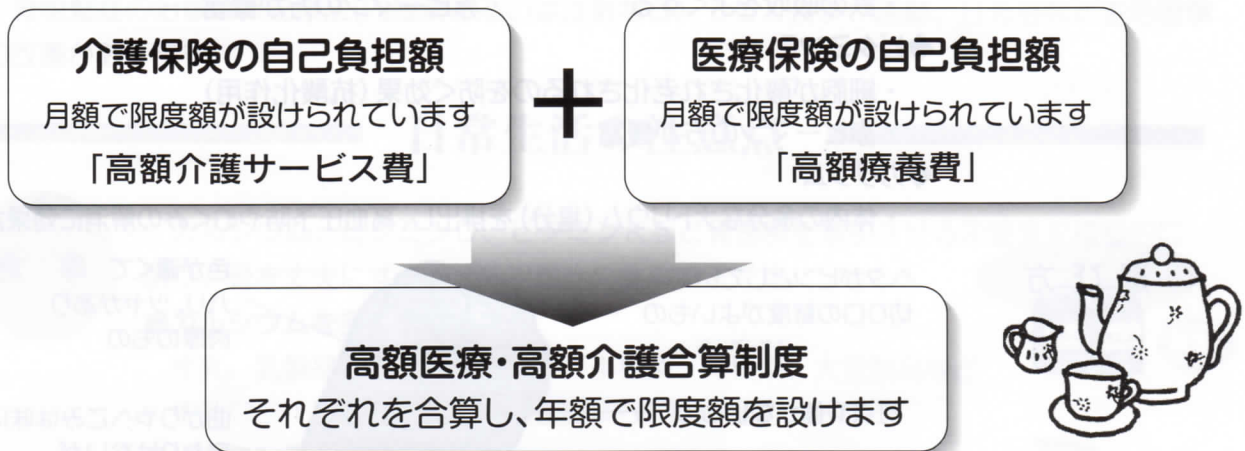 介護保険の自己負担額
月額で限度額が設けられています
「高額介護サービス費」
＋
医療保険の自己負担額
月額で限度額が設けられています
「高額療養費」
高額医療・高額介護合算制度
それぞれを合算し、年額で限度額を設けます